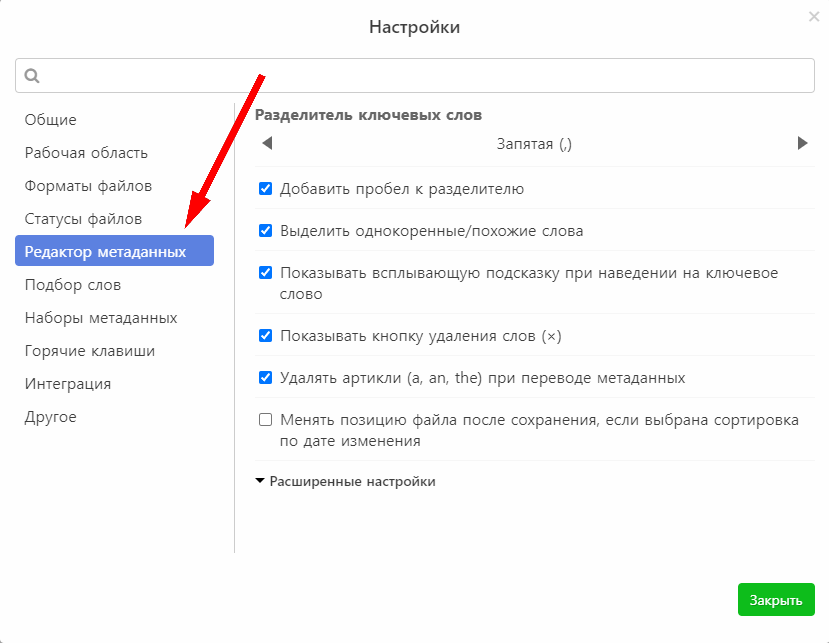 Настройки
Общие
Рабочая область
Форматы файлов
Статусы файлов
Редактор метаданных
Подбор слов
Наборы метаданных
Горячие клавиши
Интеграция
Другое
Разделитель ключевых слов
Запятая (,)
Добавить пробел к разделителю
Выделить однокоренные/похожие слова
Показывать всплывающую подсказку при наведении на ключевое
слово
Показывать кнопку удаления слов (×)
Удалять артикли (a, an, the) при переводе метаданных
Менять позицию файла после сохранения, если выбрана сортировка
по дате изменения
Расширенные настройки
Закрыть